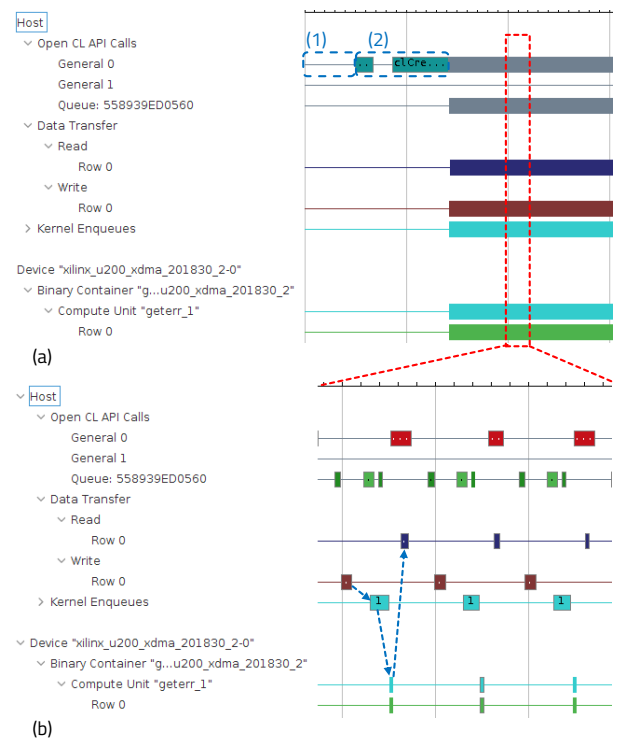 Host
(1) (2)
Open CL API Calls
General 0
.. clCre...
General 1
Queue: 558939ED0560
Data Transfer
Read
Row 0
Write
Row 0
Kernel Enqueues
Device "xilinx_u200_xdma_201830_2-0"
Binary Container "g...u200_xdma_201830_2"
Compute Unit "geterr_1"
Row 0
(a)
Host
Open CL API Calls
General 0
... .. ...
General 1
Queue: 558939ED0560
Data Transfer
Read
Row 0
Write
Row 0
Kernel Enqueues
1 1 1
Device "xilinx_u200_xdma_201830_2-0"
Binary Container "g...u200_xdma_201830_2"
Compute Unit "geterr_1"
Row 0
(b)